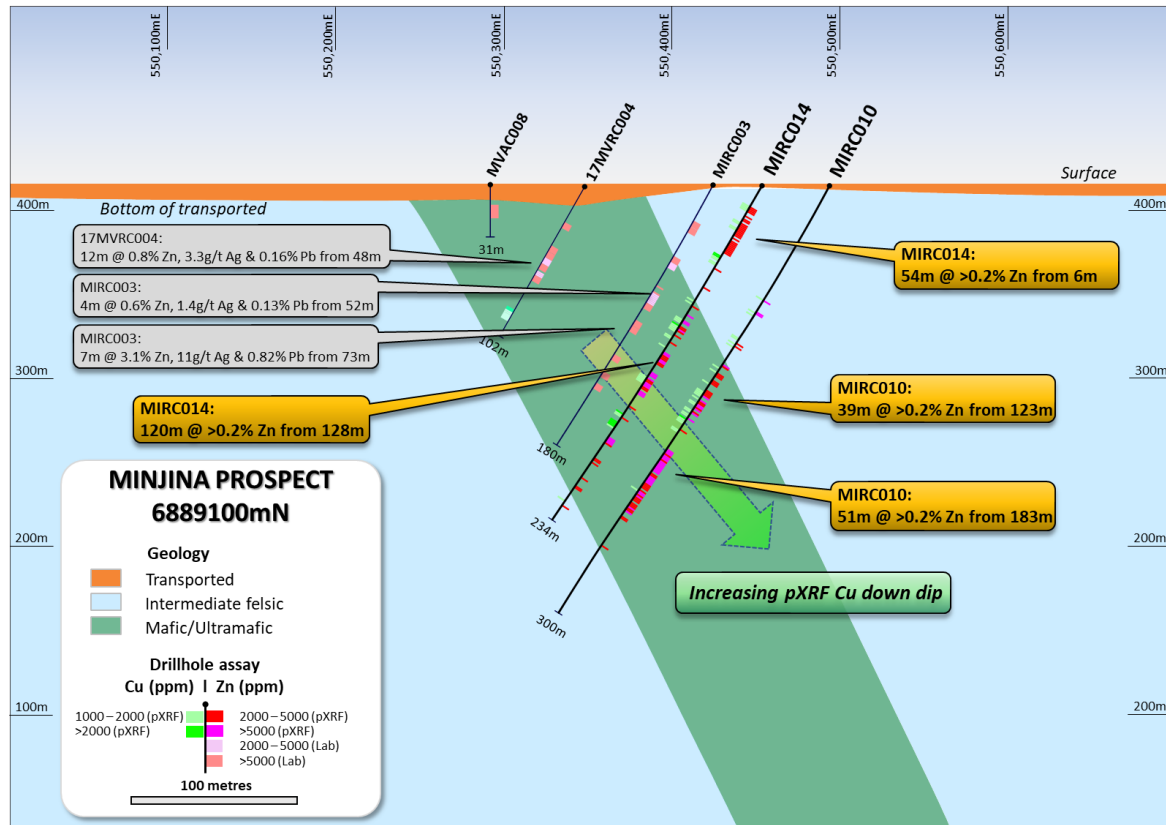 550,100mE
550,200mE
550,300mE
550,400mE
550,500mE
550,600mE
MVAC008
17MVRC004
MIRC003
MIRC014
MIRC010
Surface
400m
Bottom of transported
400m
31m
17MVRC004:
12m @ 0.8% Zn, 3.3g/t Ag & 0.16% Pb from 48m
MIRC014:
54m @ >0.2% Zn from 6m
MIRC003:
4m @ 0.6% Zn, 1.4g/t Ag & 0.13% Pb from 52m
MIRC003:
7m @ 3.1% Zn, 11g/t Ag & 0.82% Pb from 73m
102m
300m
300m
MIRC010:
39m @ >0.2% Zn from 123m
MIRC014:
120m @ >0.2% Zn from 128m
180m
MIRC010:
51m @ >0.2% Zn from 183m
234m
200m
Increasing pXRF Cu down dip
300m
MINJINA PROSPECT
6889100mN
Geology
Transported
Intermediate felsic
Mafic/Ultramafic
Drillhole assay
Cu (ppm) I Zn (ppm)
1000 – 2000 (pXRF)
2000 – 5000 (pXRF)
>2000 (pXRF)
>5000 (pXRF)
2000 – 5000 (Lab)
>5000 (Lab)
100 metres
100m
200m